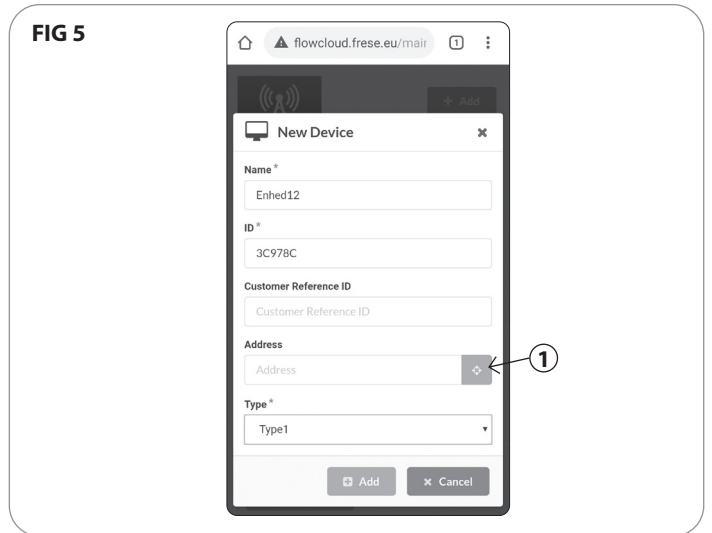 FIG 5
flowcloud.frese.eu/main
1
+ Add
New Device
Name *
Enhed12
ID *
3C978C
Customer Reference ID
Customer Reference ID
Address
Address
1
Type *
Type1
Add
Cancel